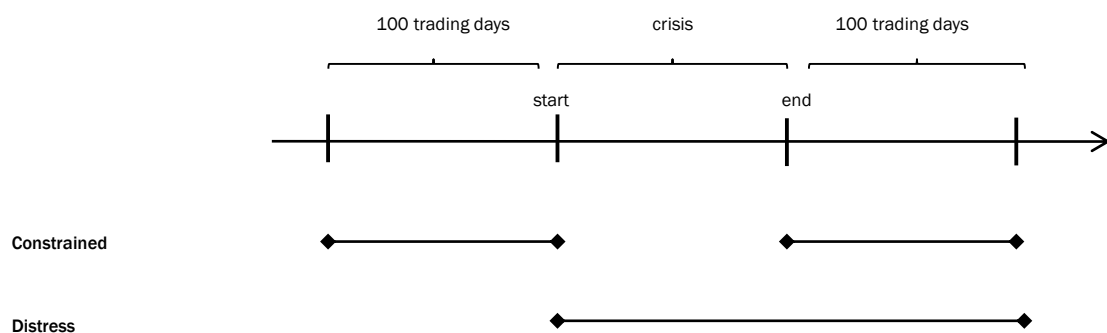 100 trading days crisis 100 trading days
start end
Constrained
Distress